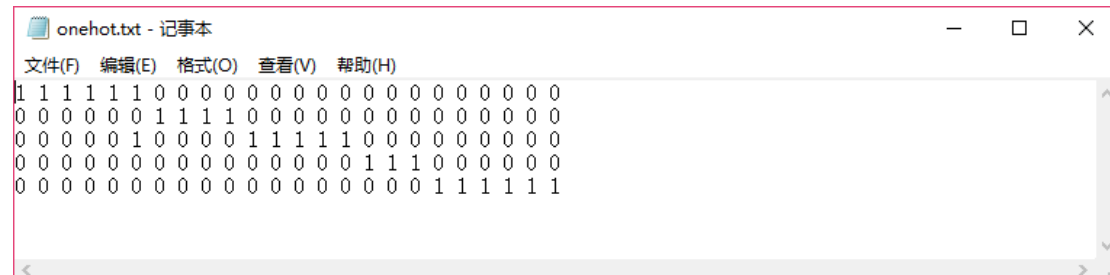 onehot.txt - 记事本
文件(F) 编辑(E) 格式(O) 查看(V) 帮助(H)
1 1 1 1 1 1 0 0 0 0 0 0 0 0 0 0 0 0 0 0 0 0 0 0
0 0 0 0 0 0 1 1 1 1 0 0 0 0 0 0 0 0 0 0 0 0 0 0
0 0 0 0 0 1 0 0 0 0 1 1 1 1 1 0 0 0 0 0 0 0 0 0
0 0 0 0 0 0 0 0 0 0 0 0 0 0 0 1 1 1 0 0 0 0 0 0
0 0 0 0 0 0 0 0 0 0 0 0 0 0 0 0 0 0 1 1 1 1 1 1